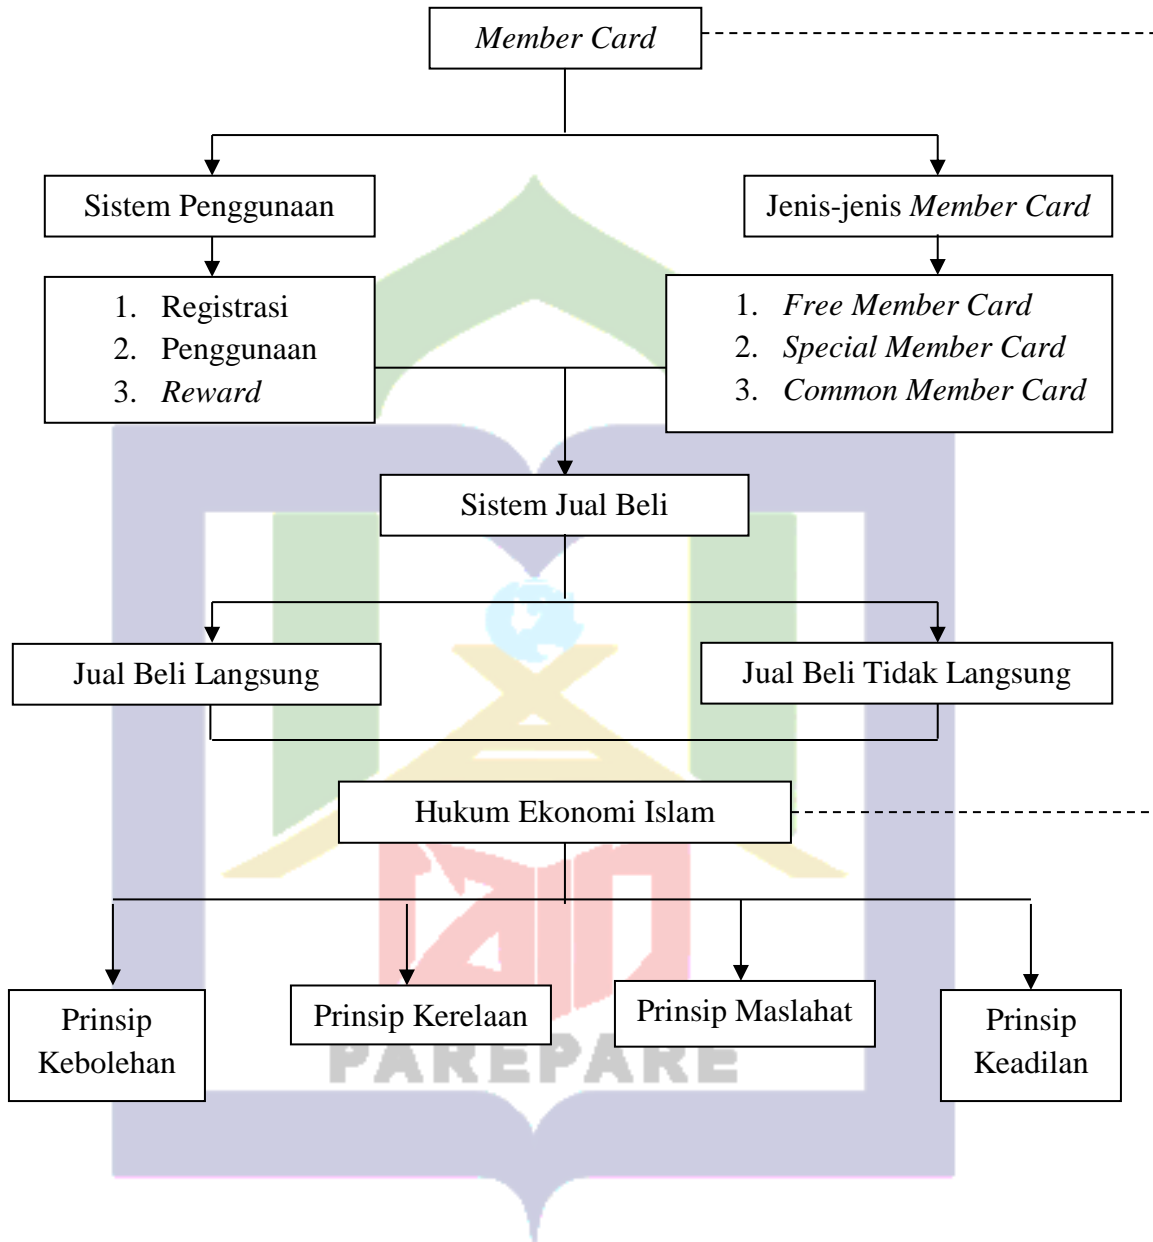 Member Card
Sistem Penggunaan
Jenis-jenis Member Card
1. Registrasi
2. Penggunaan
3. Reward
1. Free Member Card
2. Special Member Card
3. Common Member Card
Sistem Jual Beli
Jual Beli Langsung
Jual Beli Tidak Langsung
Hukum Ekonomi Islam
Prinsip
Kebolehan
Prinsip Kerelaan
Prinsip Maslahat
Prinsip
Keadilan
PAREPARE